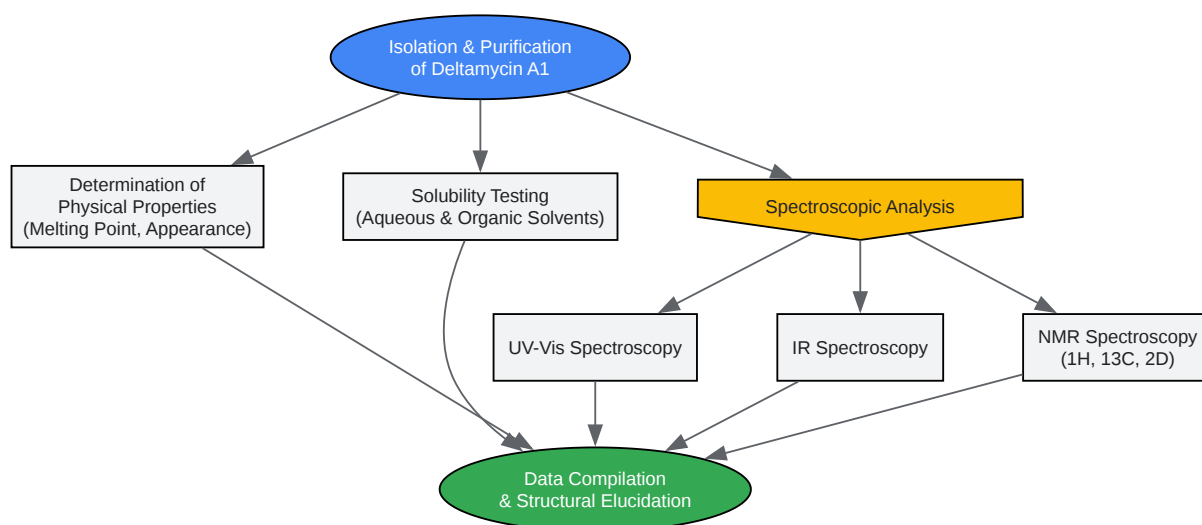 Isolation & Purification
of Deltamycin A1
Determination of
Physical Properties
(Melting Point, Appearance)
Solubility Testing
(Aqueous & Organic Solvents)
Spectroscopic Analysis
UV-Vis Spectroscopy
IR Spectroscopy
NMR Spectroscopy
(1H, 13C, 2D)
Data Compilation
& Structural Elucidation